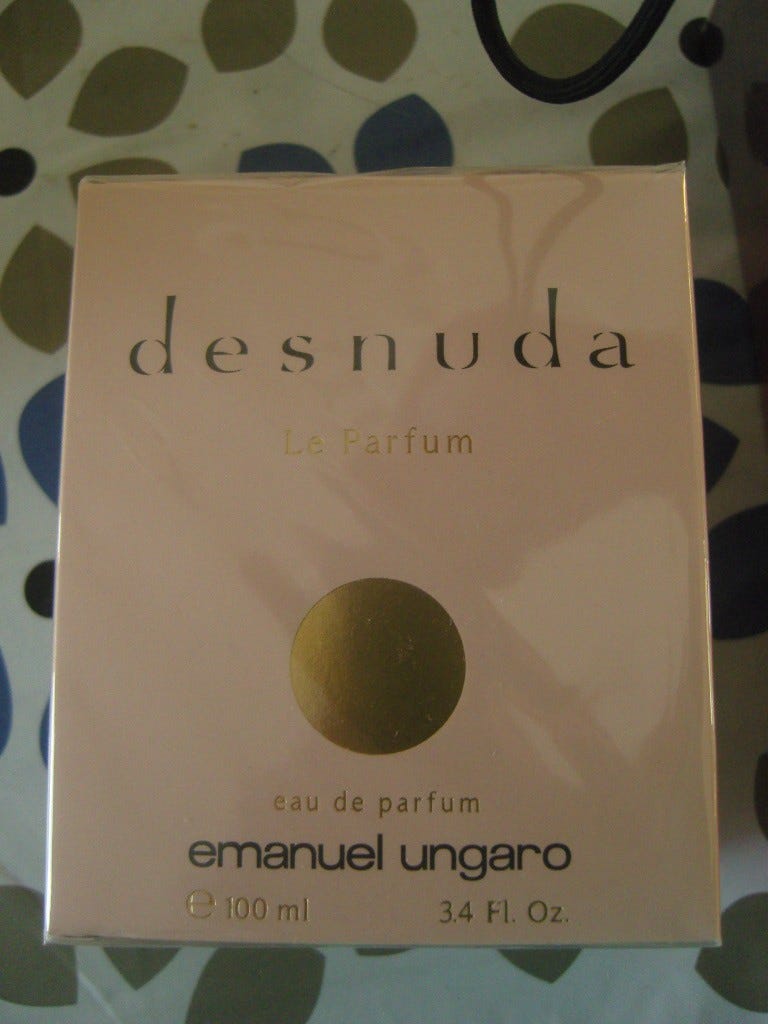 desnuda
Le Parfum
eau de parfum
emanuel ungaro
℮ 100 ml 3.4 Fl. Oz.